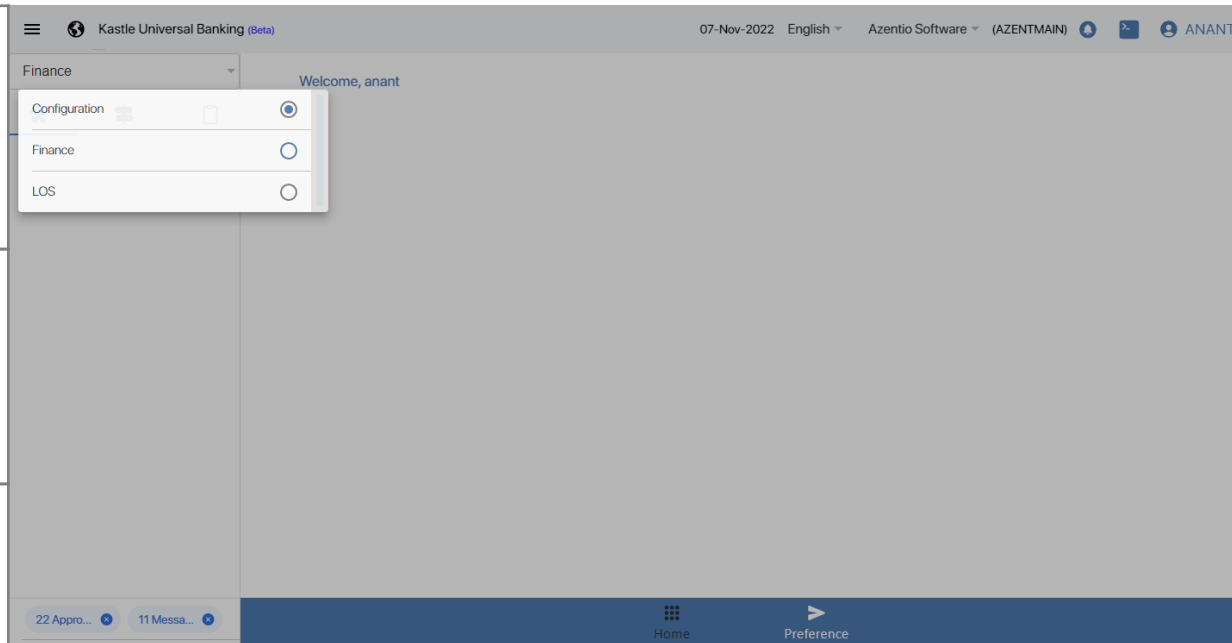 Kastle Universal Banking (Beta)
07-Nov-2022 English Azentio Software (AZENTMAIN) ANANT
Finance
Welcome, anant
Configuration
Finance
LOS
22 Appro... 11 Messa...
Home Preference